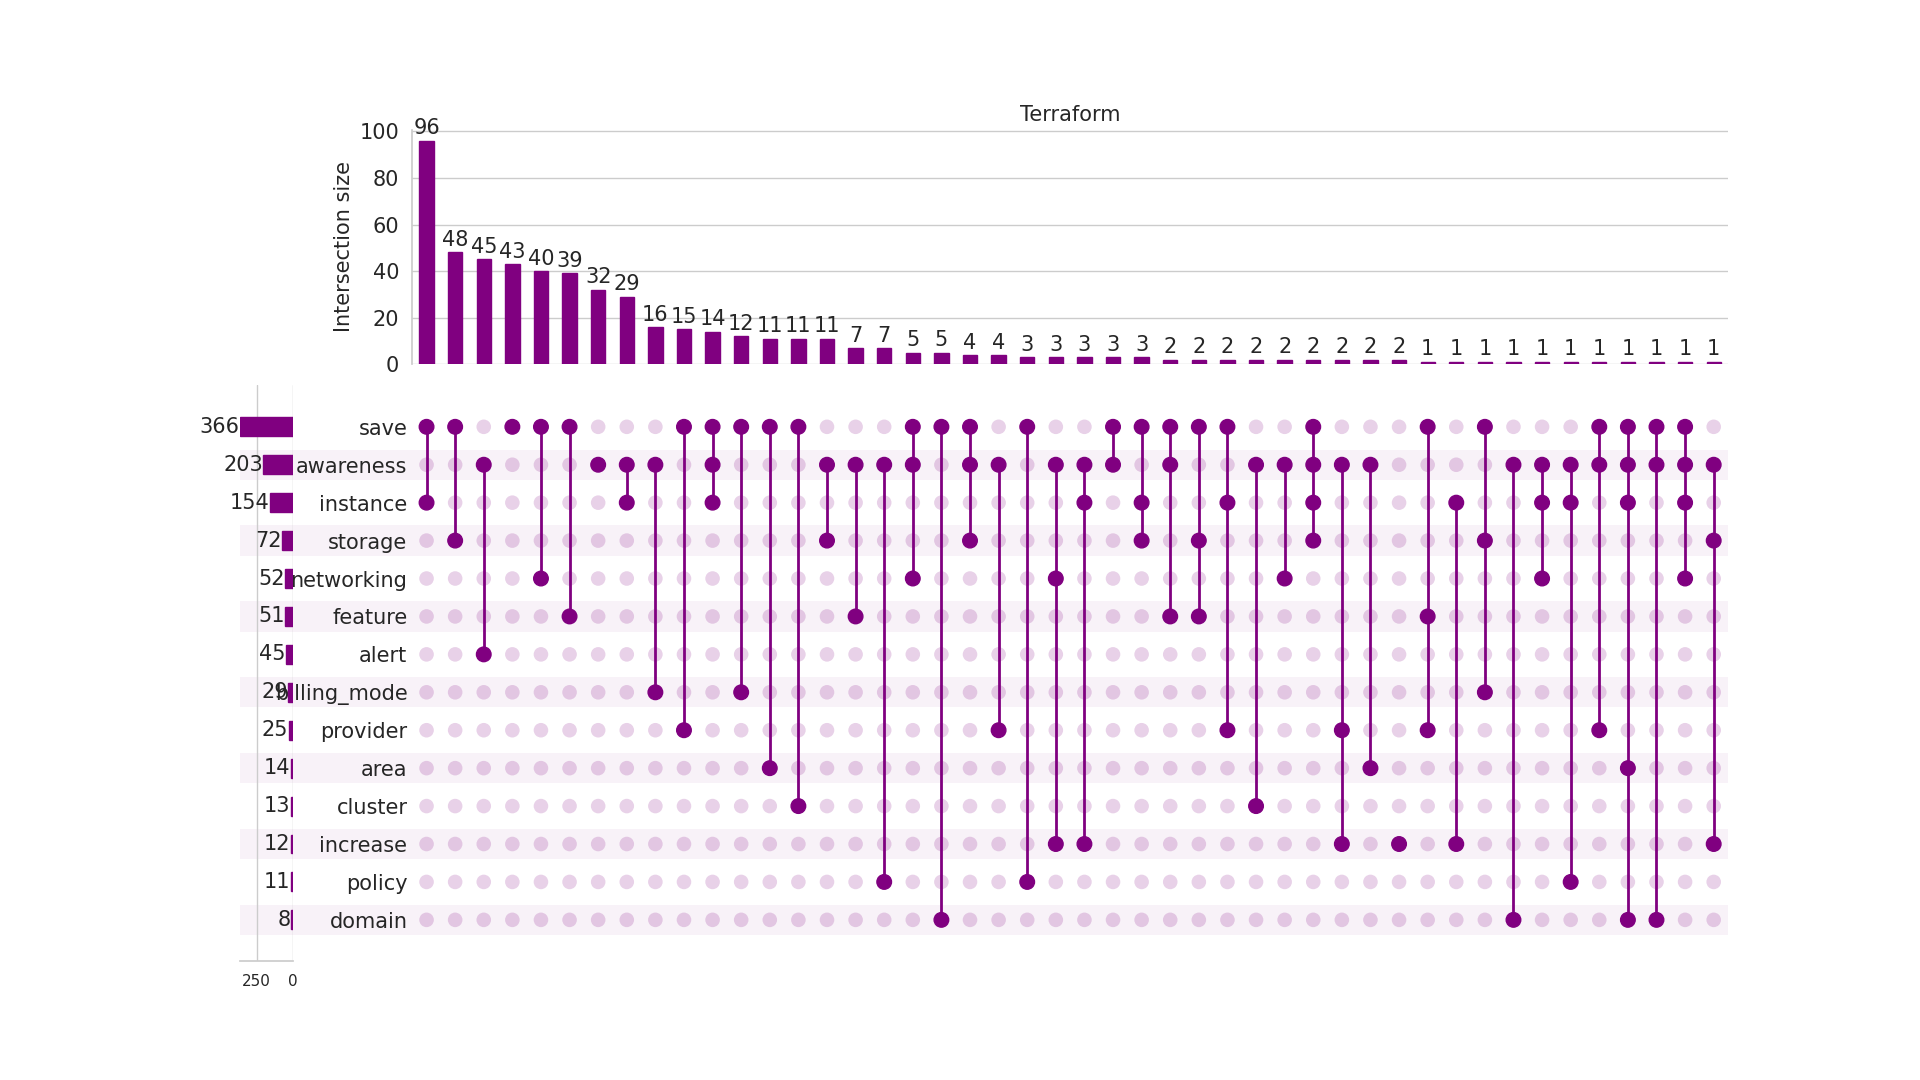 Terraform
Intersection size
100
80
60
40
20
0
96 48 45 43 40 39 32 29 16 15 14 12 11 11 11 7 7 5 5 4 4 3 3 3 3 3 2 2 2 2 2 2 2 2 2 1 1 1 1 1 1 1 1 1 1 1
366 save
203 awareness
154 instance
72 storage
52 networking
51 feature
45 alert
29 billing_mode
25 provider
14 area
13 cluster
12 increase
11 policy
8 domain
250 0